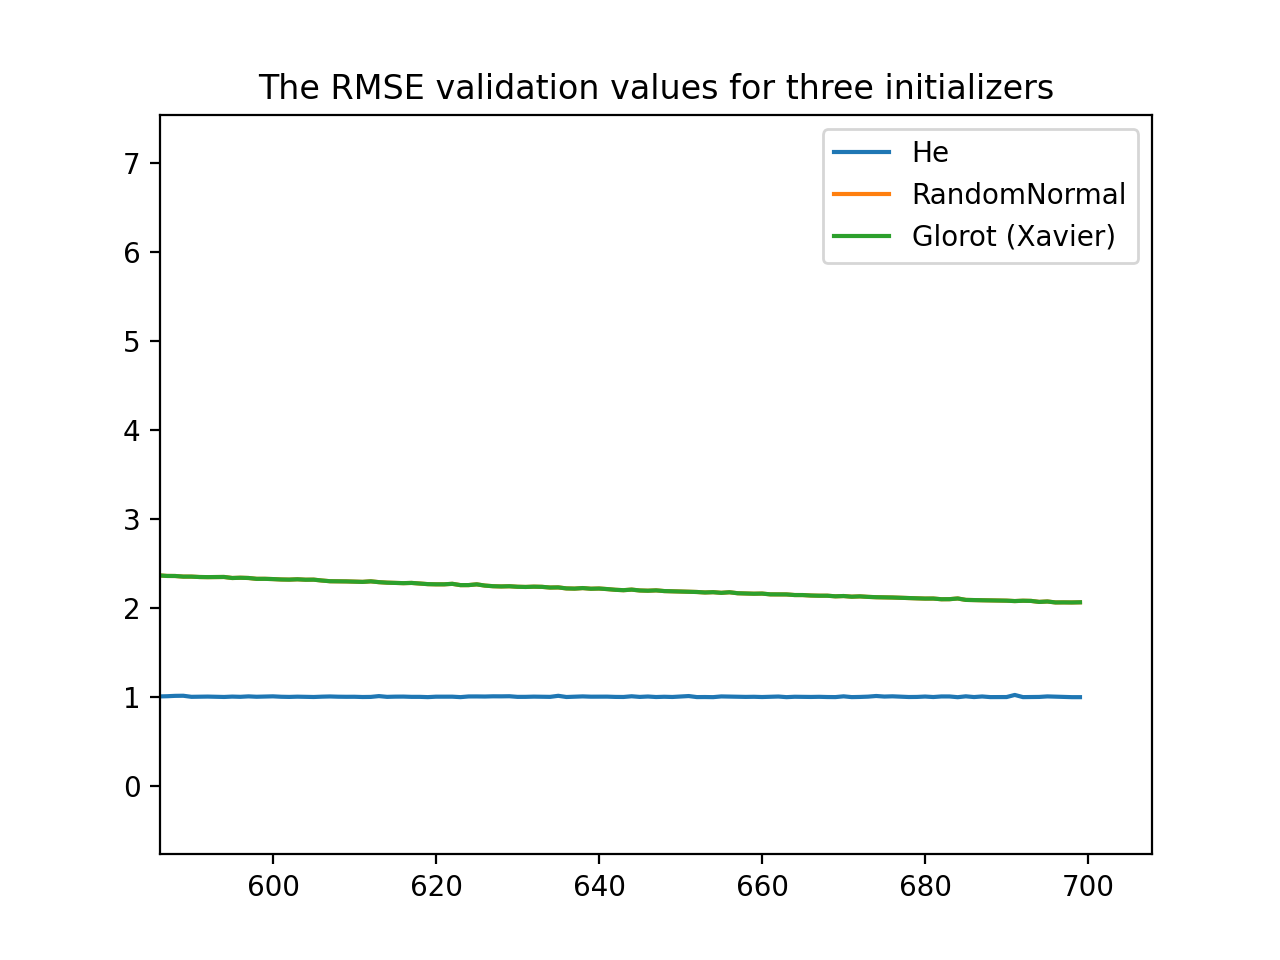 The RMSE validation values for three initializers
He
RandomNormal
Glorot (Xavier)
7
6
5
4
3
2
1
0
600 620 640 660 680 700